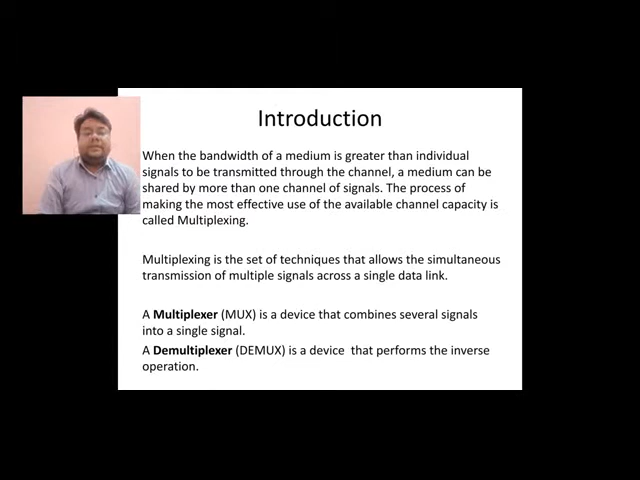 Introduction
When the bandwidth of a medium is greater than individual
signals to be transmitted through the channel, a medium can be
shared by more than one channel of signals. The process of
making the most effective use of the available channel capacity is
called Multiplexing.
Multiplexing is the set of techniques that allows the simultaneous
transmission of multiple signals across a single data link.
A Multiplexer (MUX) is a device that combines several signals
into a single signal.
A Demultiplexer (DEMUX) is a device that performs the inverse
operation.